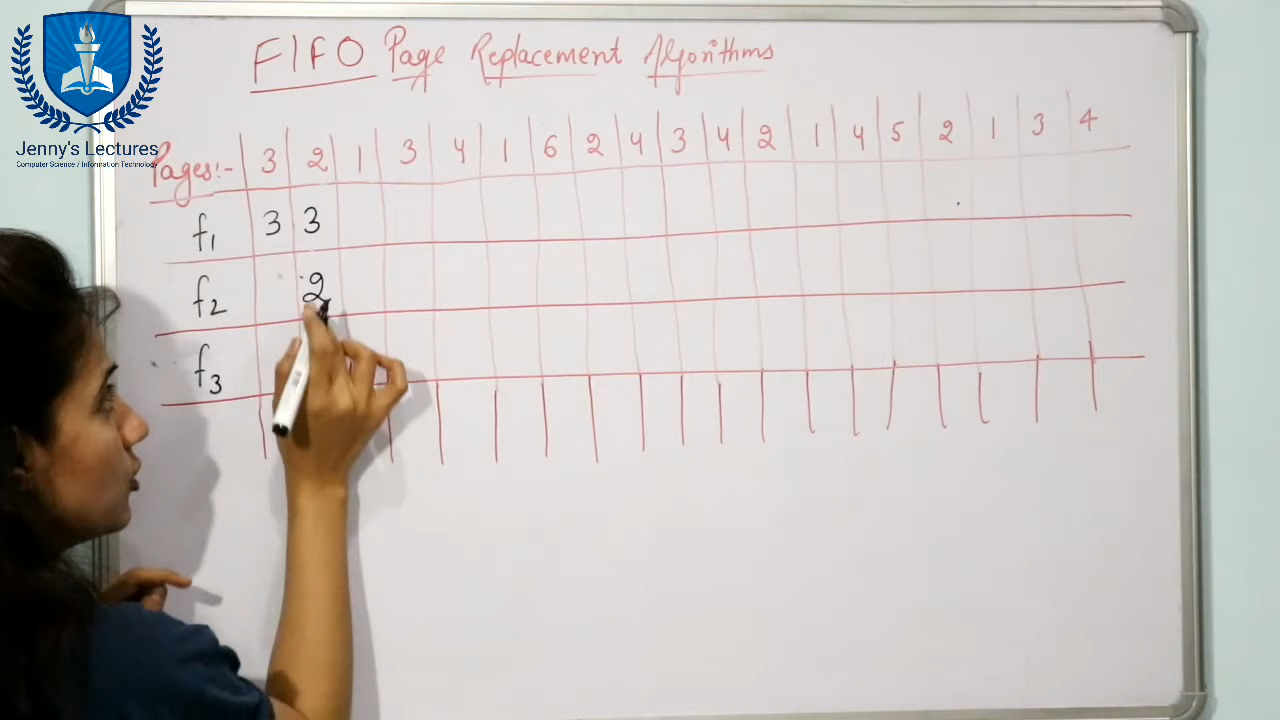 Jenny's Lectures
Computer Science / Information Technology
FIFO Page Replacement Algorithms
Pages:- 3 2 1 3 4 1 6 2 4 3 4 2 1 4 5 2 1 3 4
f1 3 3
f2 2
f3